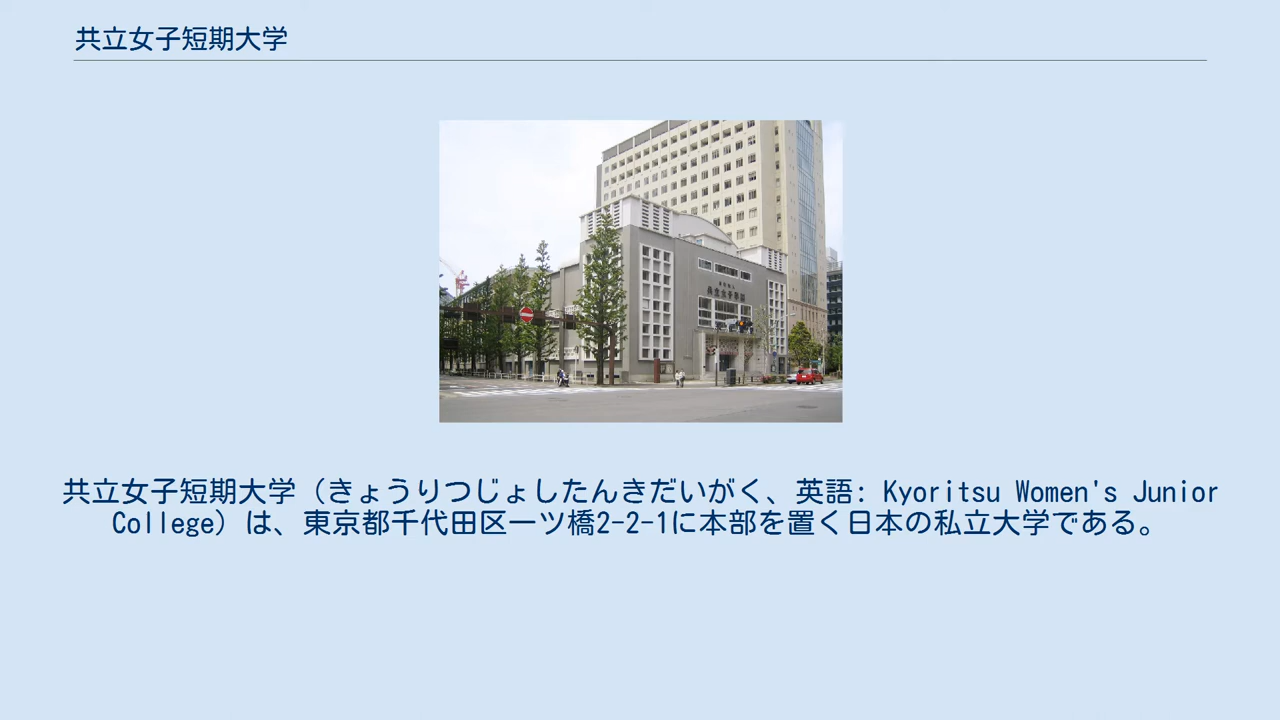 共立女子短期大学
共立女子短期大学（きょうりつじょしたんきだいがく、英語: Kyoritsu Women's Junior
College）は、東京都千代田区一ツ橋2-2-1に本部を置く日本の私立大学である。